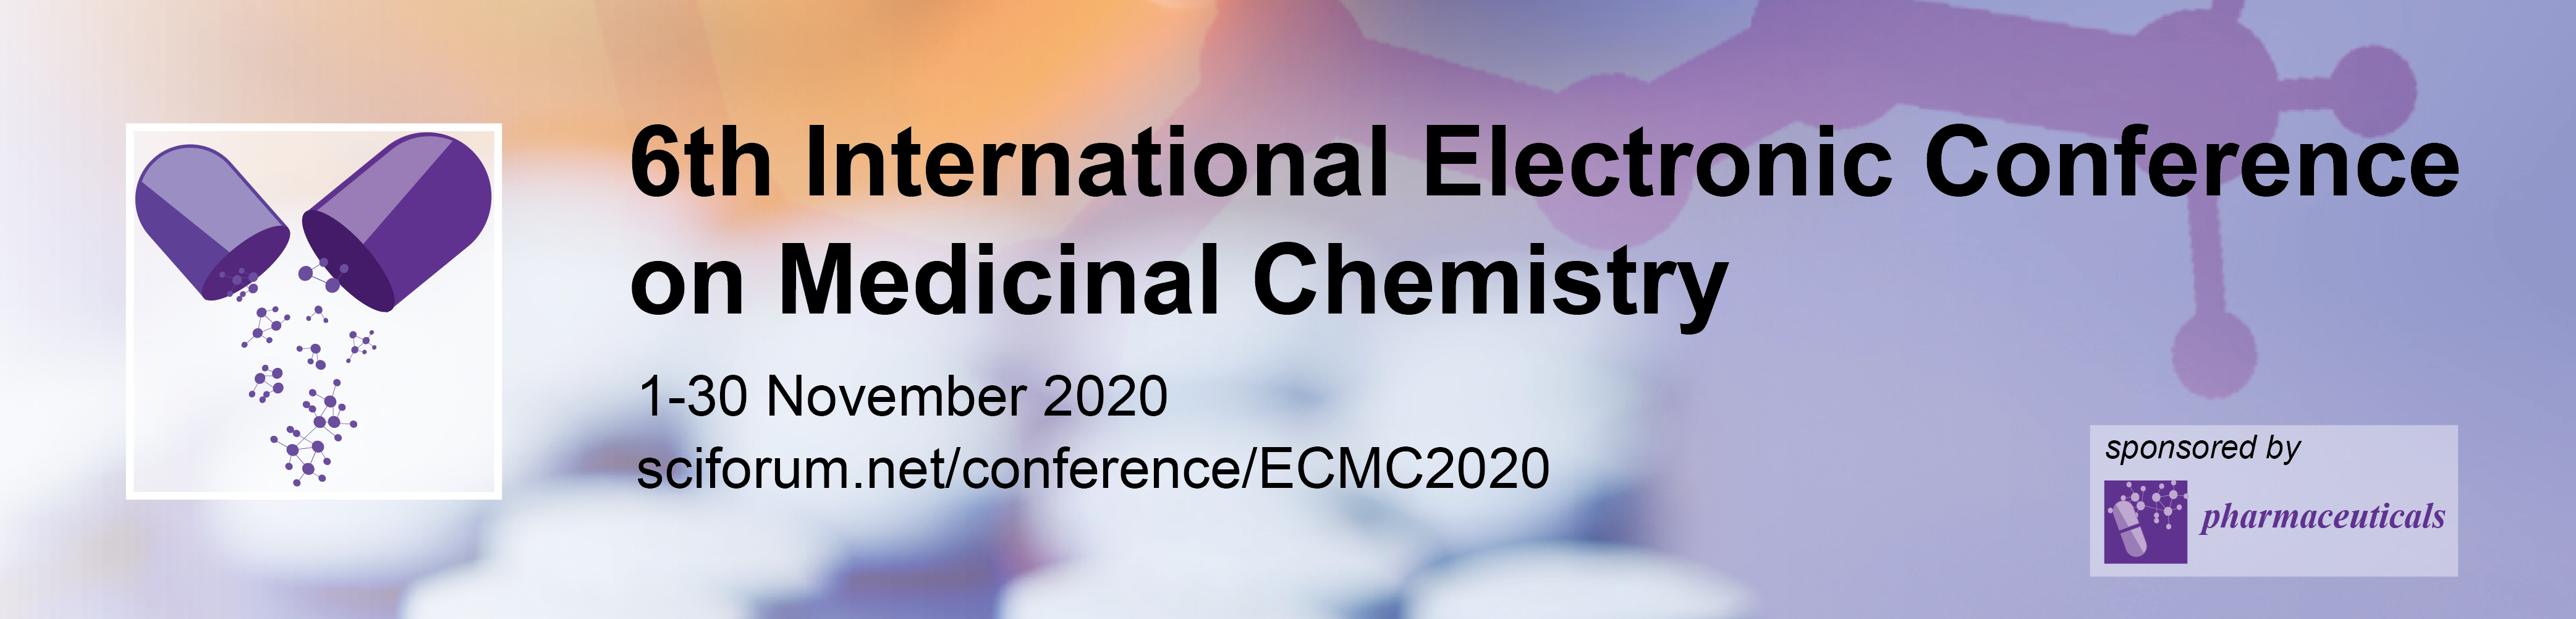 6th International Electronic Conference
on Medicinal Chemistry
1-30 November 2020
sciforum.net/conference/ECMC2020
sponsored by
pharmaceuticals